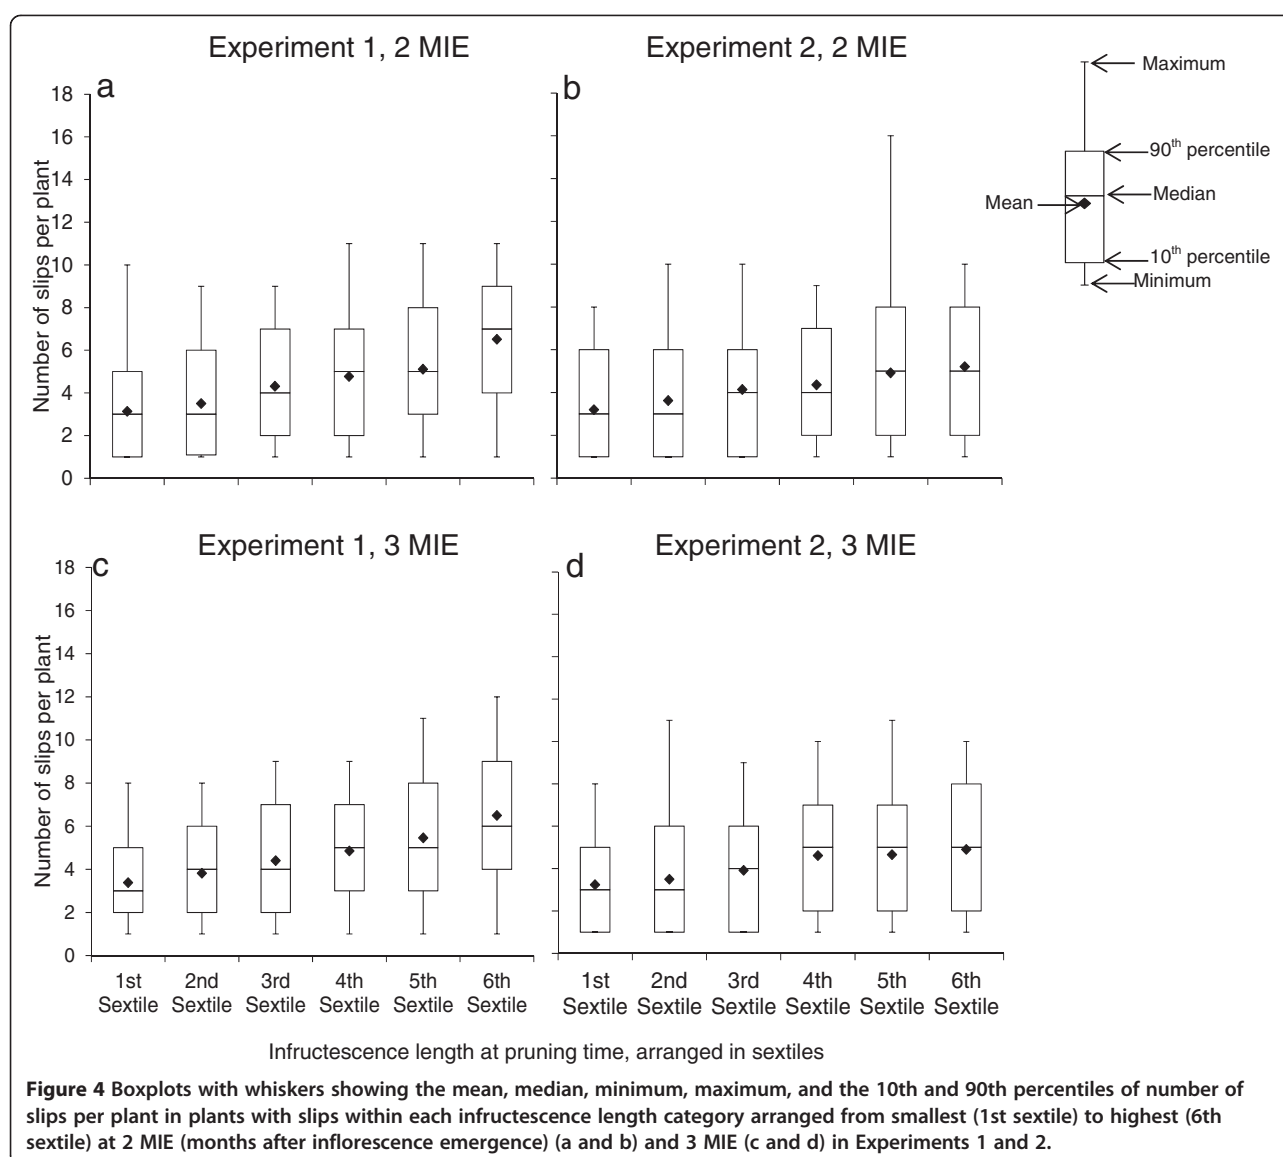 Experiment 1, 2 MIE
Experiment 2, 2 MIE
a
b
Number of slips per plant
18
16
14
12
10
8
6
4
2
0
Maximum
90th percentile
Median
Mean
10th percentile
Minimum
Experiment 1, 3 MIE
Experiment 2, 3 MIE
c
d
Number of slips per plant
18
16
14
12
10
8
6
4
2
0
1st Sextile
2nd Sextile
3rd Sextile
4th Sextile
5th Sextile
6th Sextile
1st Sextile
2nd Sextile
3rd Sextile
4th Sextile
5th Sextile
6th Sextile
Infructescence length at pruning time, arranged in sextiles
Figure 4 Boxplots with whiskers showing the mean, median, minimum, maximum, and the 10th and 90th percentiles of number of
slips per plant in plants with slips within each infructescence length category arranged from smallest (1st sextile) to highest (6th
sextile) at 2 MIE (months after inflorescence emergence) (a and b) and 3 MIE (c and d) in Experiments 1 and 2.